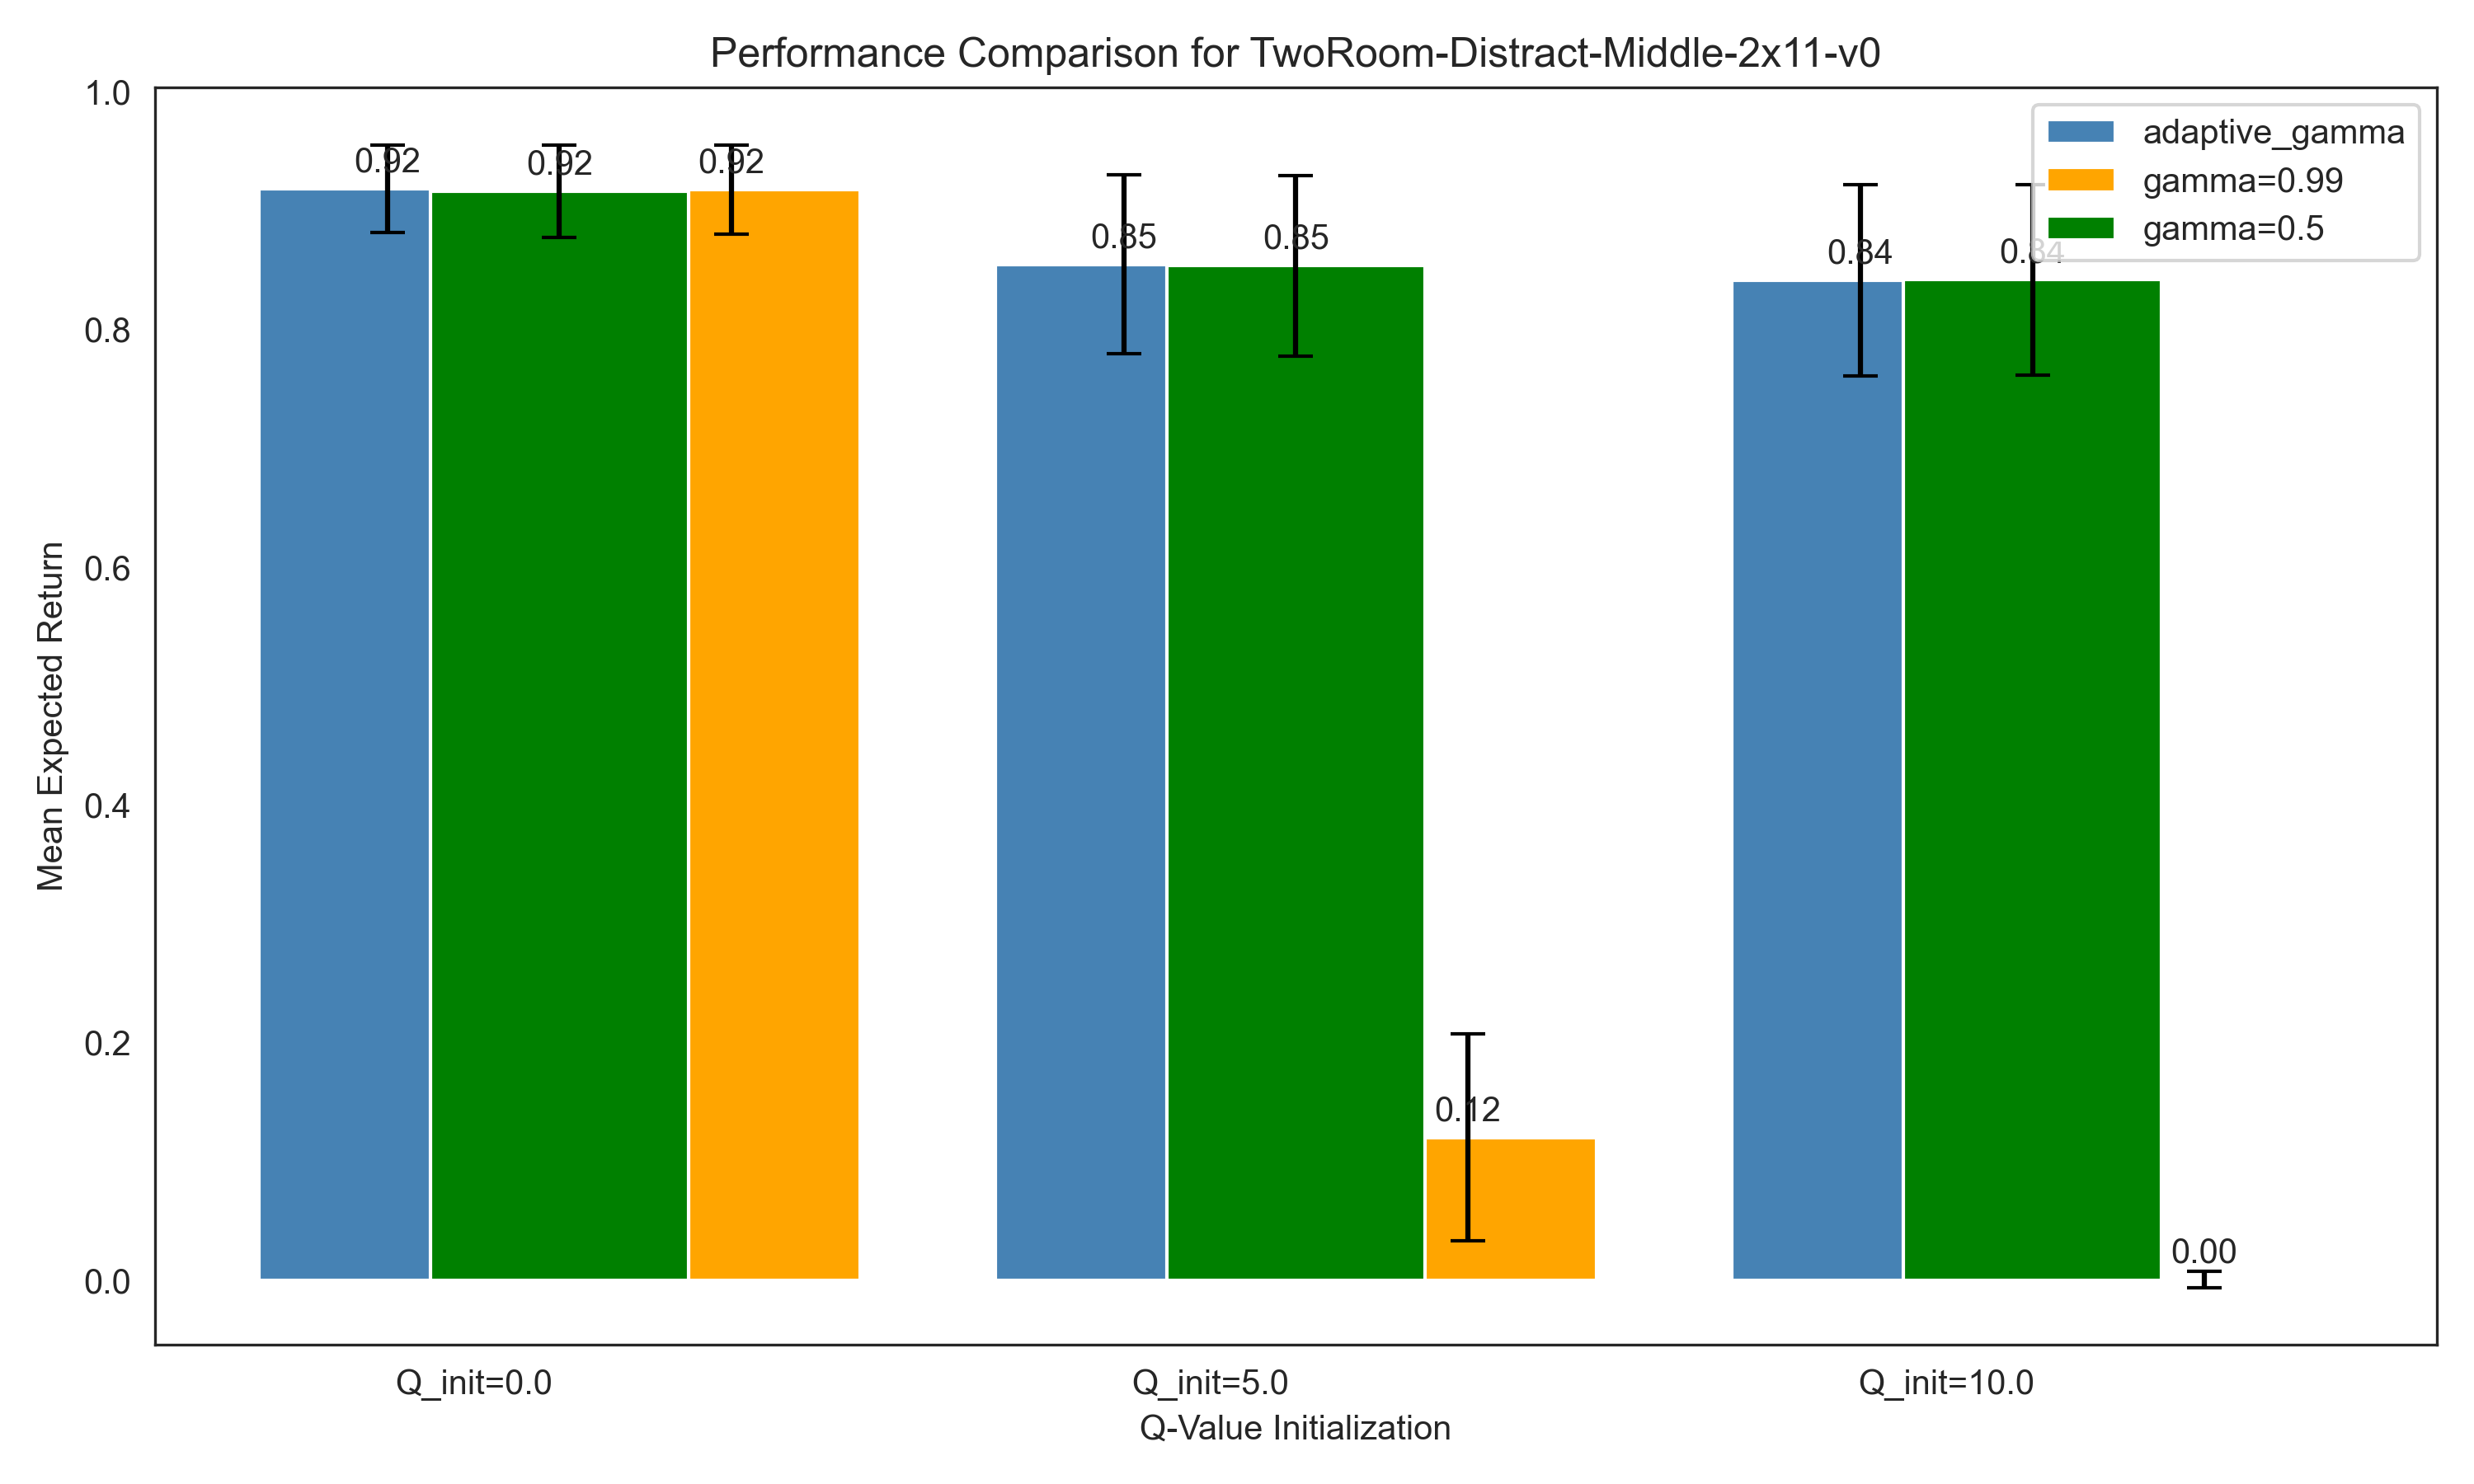 Performance Comparison for TwoRoom-Distract-Middle-2x11-v0
1.0
0.8
0.6
0.4
0.2
0.0
Mean Expected Return
0.92
0.92
0.92
0.85
0.85
0.12
0.84
0.84
0.00
adaptive_gamma
gamma=0.99
gamma=0.5
Q_init=0.0
Q_init=5.0
Q_init=10.0
Q-Value Initialization